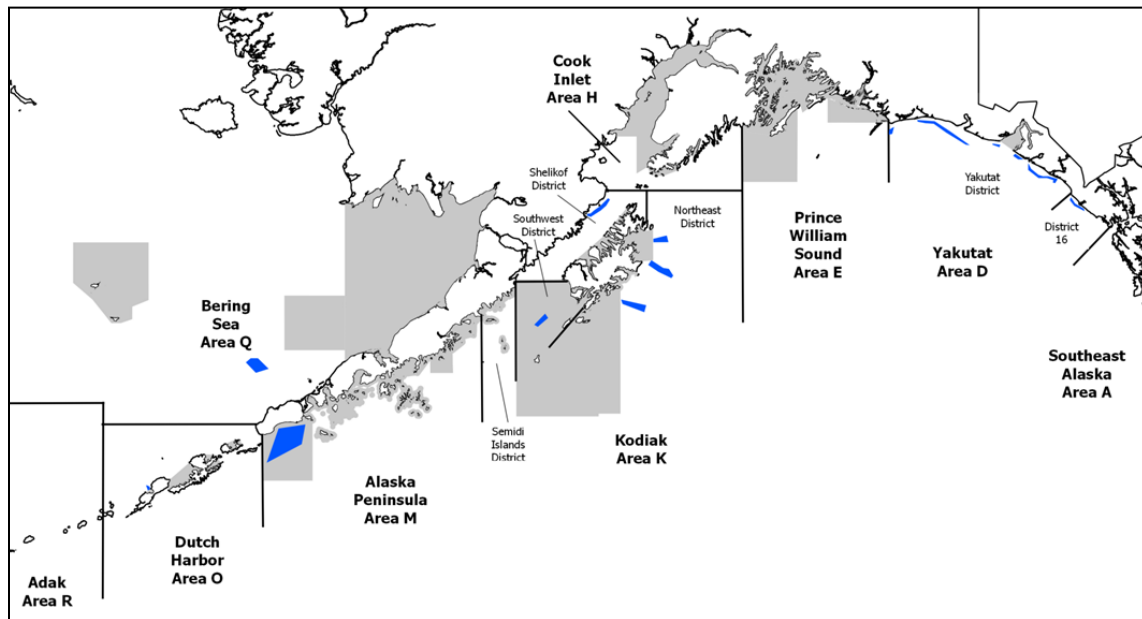 Cook
Inlet
Area H
Shelikof
District
Southwest
District
Northeast
District
Yakutat
District
District
16
Prince
William
Sound
Area E
Yakutat
Area D
Bering
Sea
Area Q
Southeast
Alaska
Area A
Semidi
Islands
District
Kodiak
Area K
Alaska
Peninsula
Area M
Dutch
Harbor
Area O
Adak
Area R